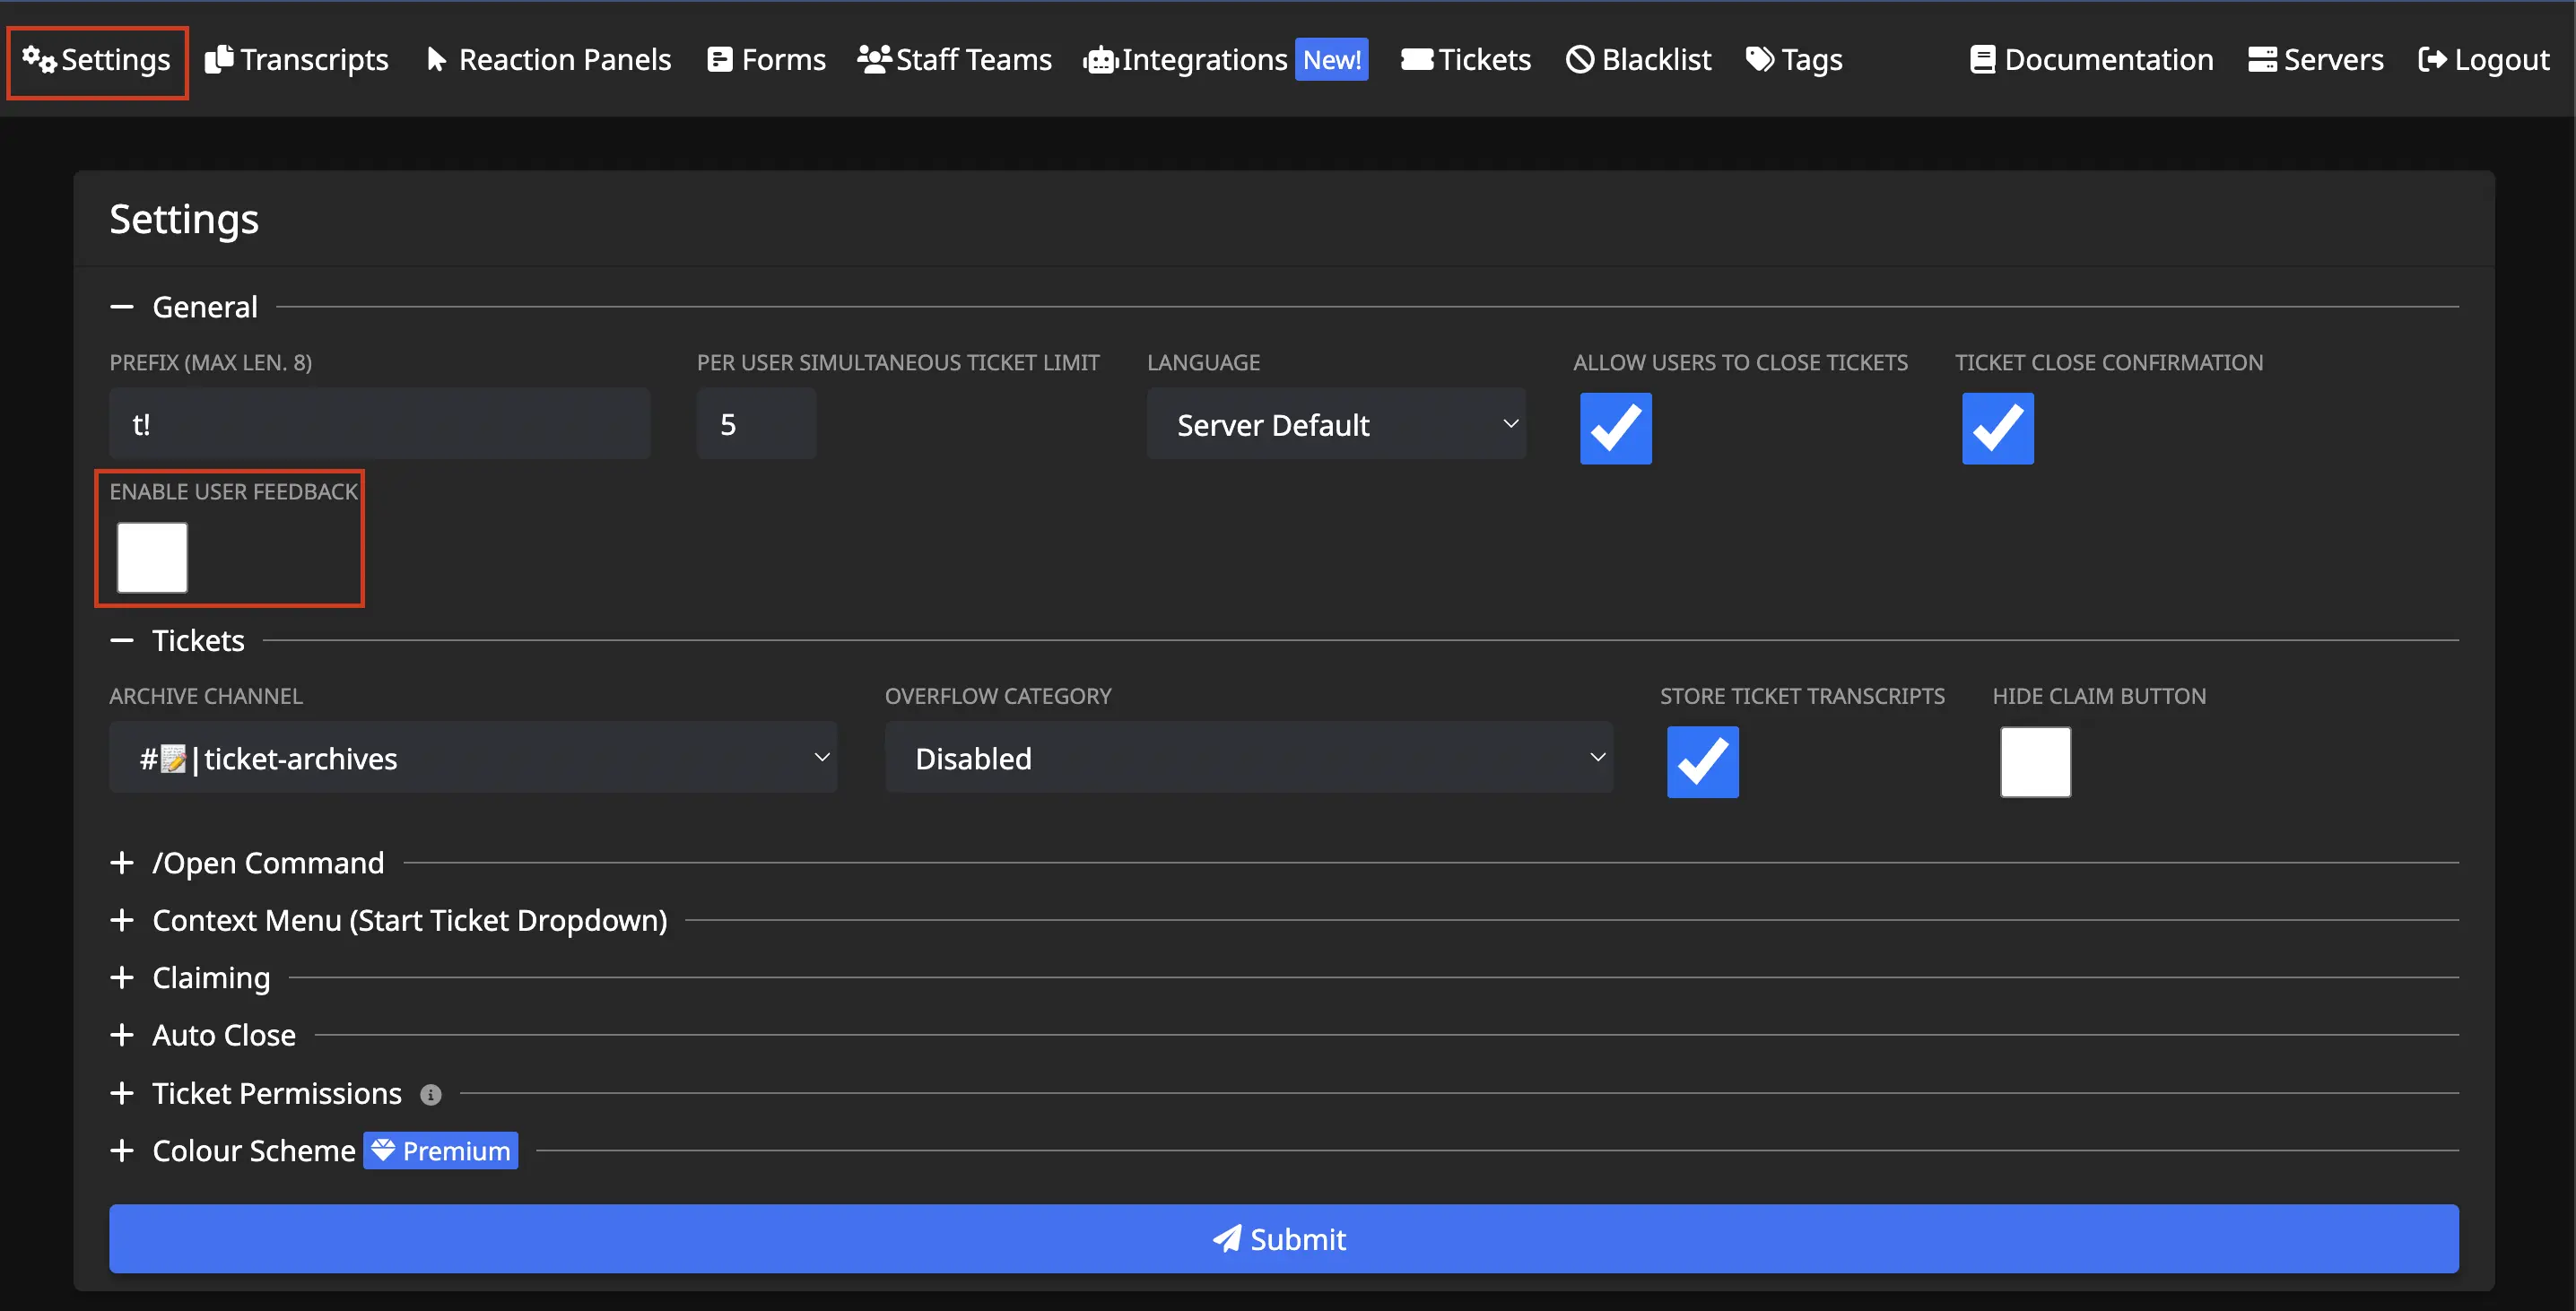 Settings Transcripts Reaction Panels Forms Staff Teams Integrations New! Tickets Blacklist Tags Documentation Servers Logout
Settings
General
PREFIX (MAX LEN. 8) PER USER SIMULTANEOUS TICKET LIMIT LANGUAGE ALLOW USERS TO CLOSE TICKETS TICKET CLOSE CONFIRMATION
t! 5 Server Default
ENABLE USER FEEDBACK
Tickets
ARCHIVE CHANNEL OVERFLOW CATEGORY STORE TICKET TRANSCRIPTS HIDE CLAIM BUTTON
#📝|ticket-archives Disabled
/Open Command
Context Menu (Start Ticket Dropdown)
Claiming
Auto Close
Ticket Permissions
Colour Scheme Premium
Submit